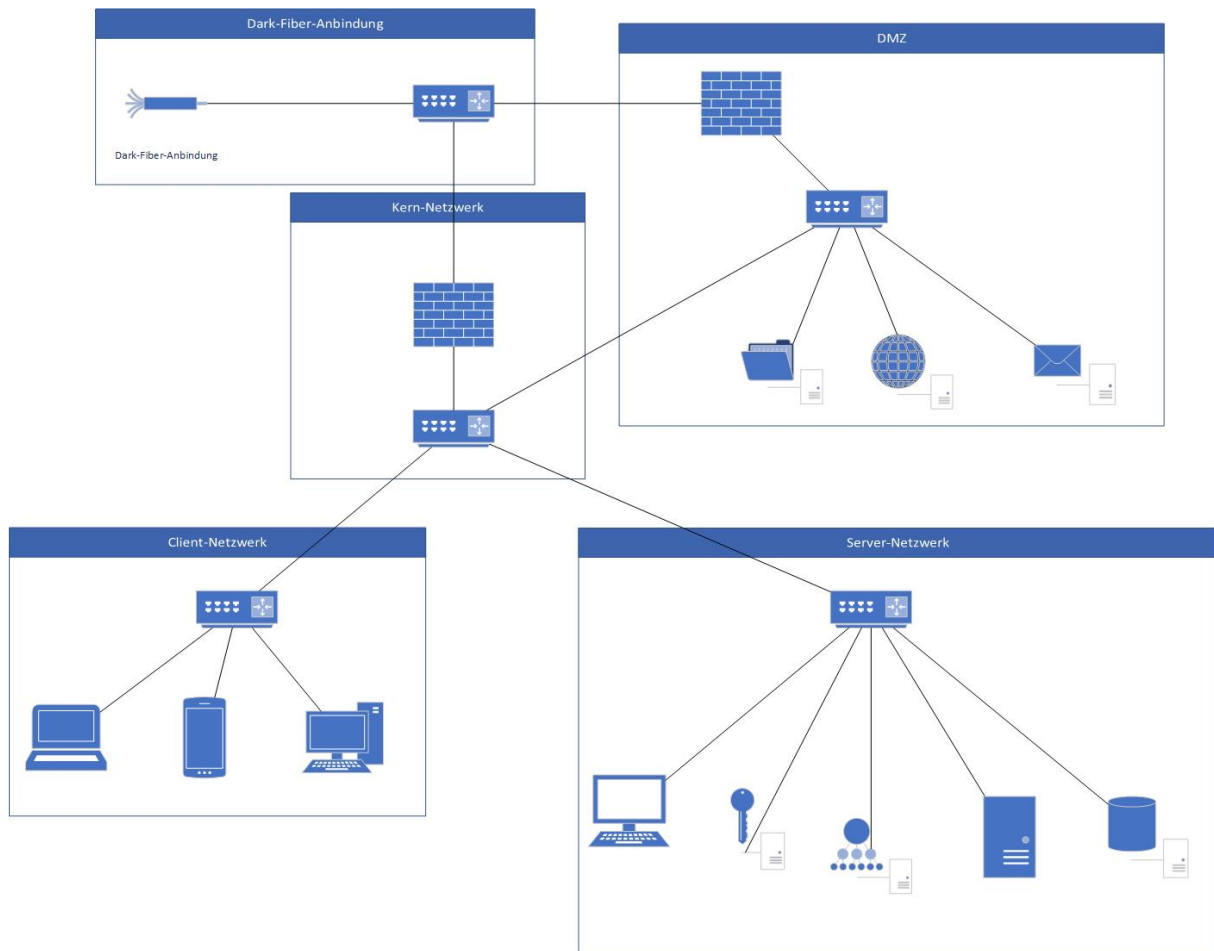 Dark-Fiber-Anbindung
DMZ
Dark-Fiber-Anbindung
Kern-Netzwerk
Client-Netzwerk
Server-Netzwerk